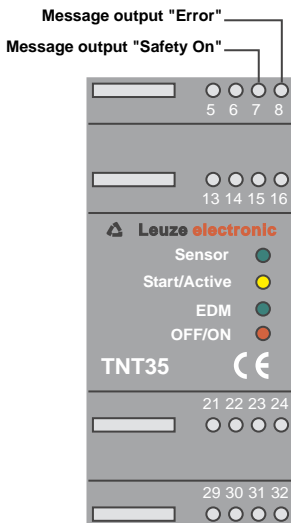 Message output "Error"
Message output "Safety On"
5 6 7 8
13 14 15 16
Leuze electronic
Sensor
Start/Active
EDM
OFF/ON
TNT35 CE
21 22 23 24
29 30 31 32